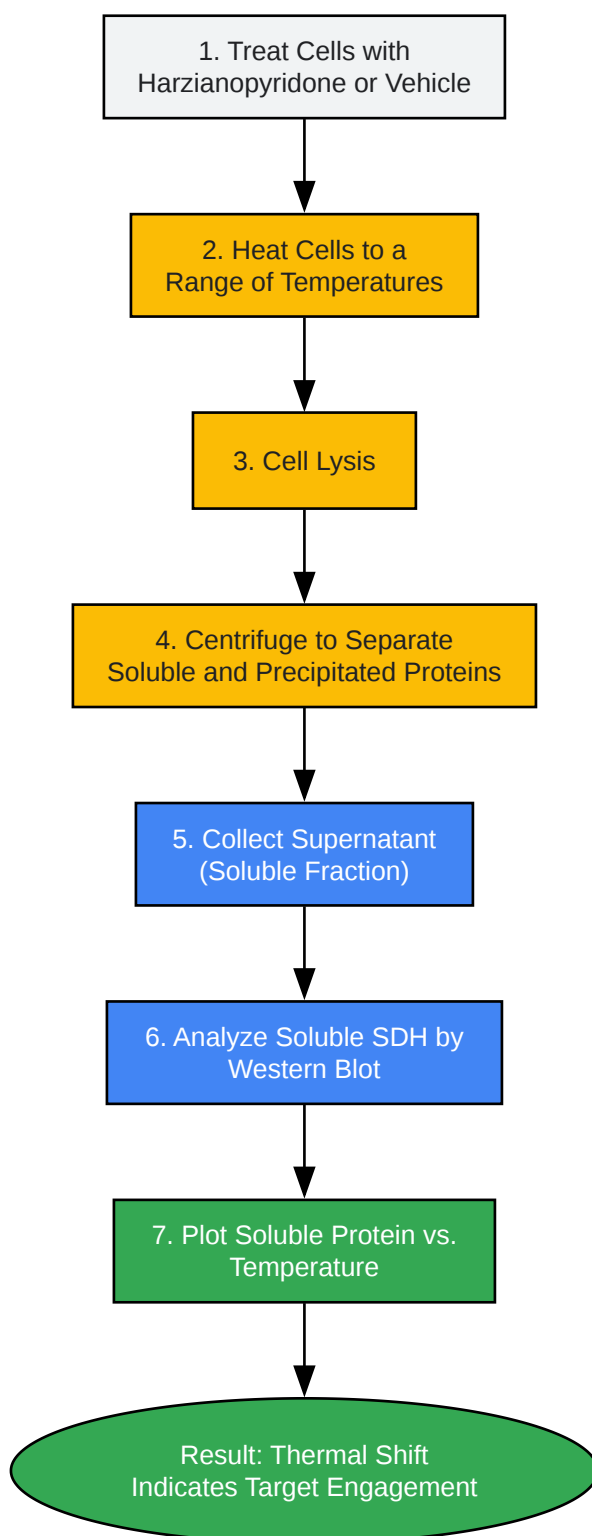 1. Treat Cells with
Harzianopyridone or Vehicle
2. Heat Cells to a
Range of Temperatures
3. Cell Lysis
4. Centrifuge to Separate
Soluble and Precipitated Proteins
5. Collect Supernatant
(Soluble Fraction)
6. Analyze Soluble SDH by
Western Blot
7. Plot Soluble Protein vs.
Temperature
Result: Thermal Shift
Indicates Target Engagement